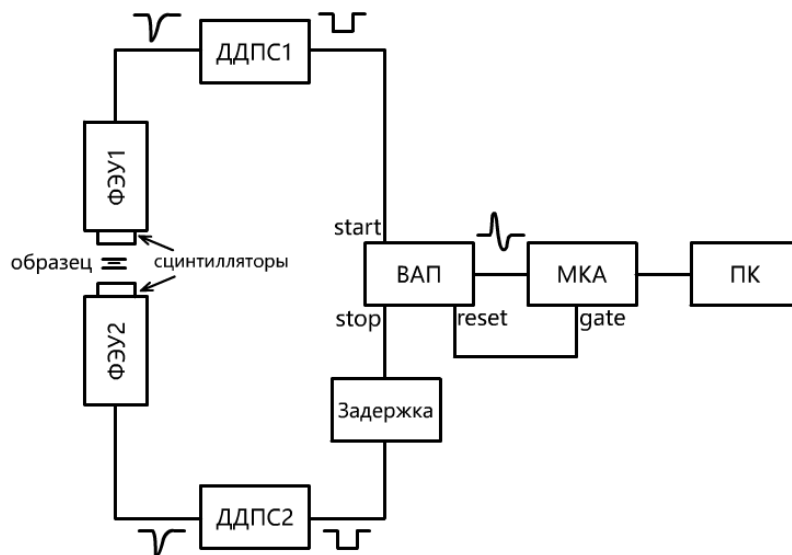 ДДПС1
ФЭУ1
start
образец
сцинтилляторы
ВАП
МКА
ПК
stop
reset
gate
ФЭУ2
Задержка
ДДПС2